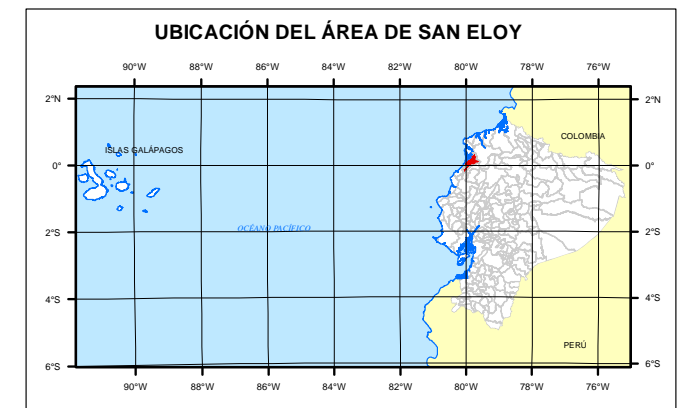 UBICACIÓN DEL ÁREA DE SAN ELOY
90°W 88°W 86°W 84°W 82°W 80°W 78°W 76°W
2°N 2°N
COLOMBIA
ISLAS GALÁPAGOS
0° 0°
OCÉANO PACÍFICO
2°S 2°S
4°S 4°S
PERÚ
6°S 6°S
90°W 88°W 86°W 84°W 82°W 80°W 78°W 76°W